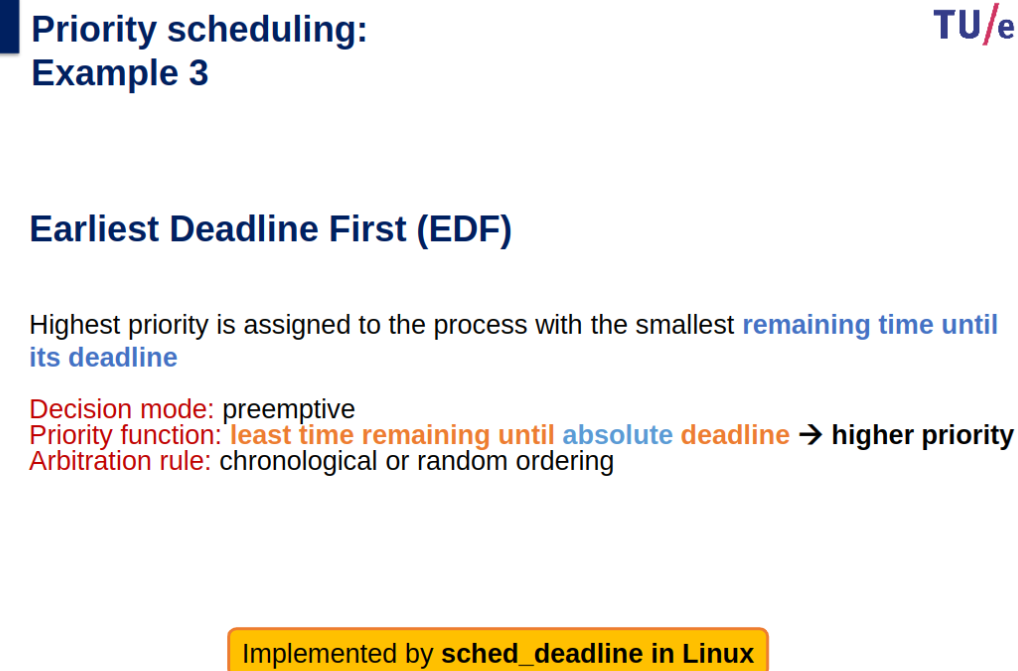 Priority scheduling:
Example 3
TU/e
Earliest Deadline First (EDF)
Highest priority is assigned to the process with the smallest remaining time until
its deadline
Decision mode: preemptive
Priority function: least time remaining until absolute deadline → higher priority
Arbitration rule: chronological or random ordering
Implemented by sched_deadline in Linux